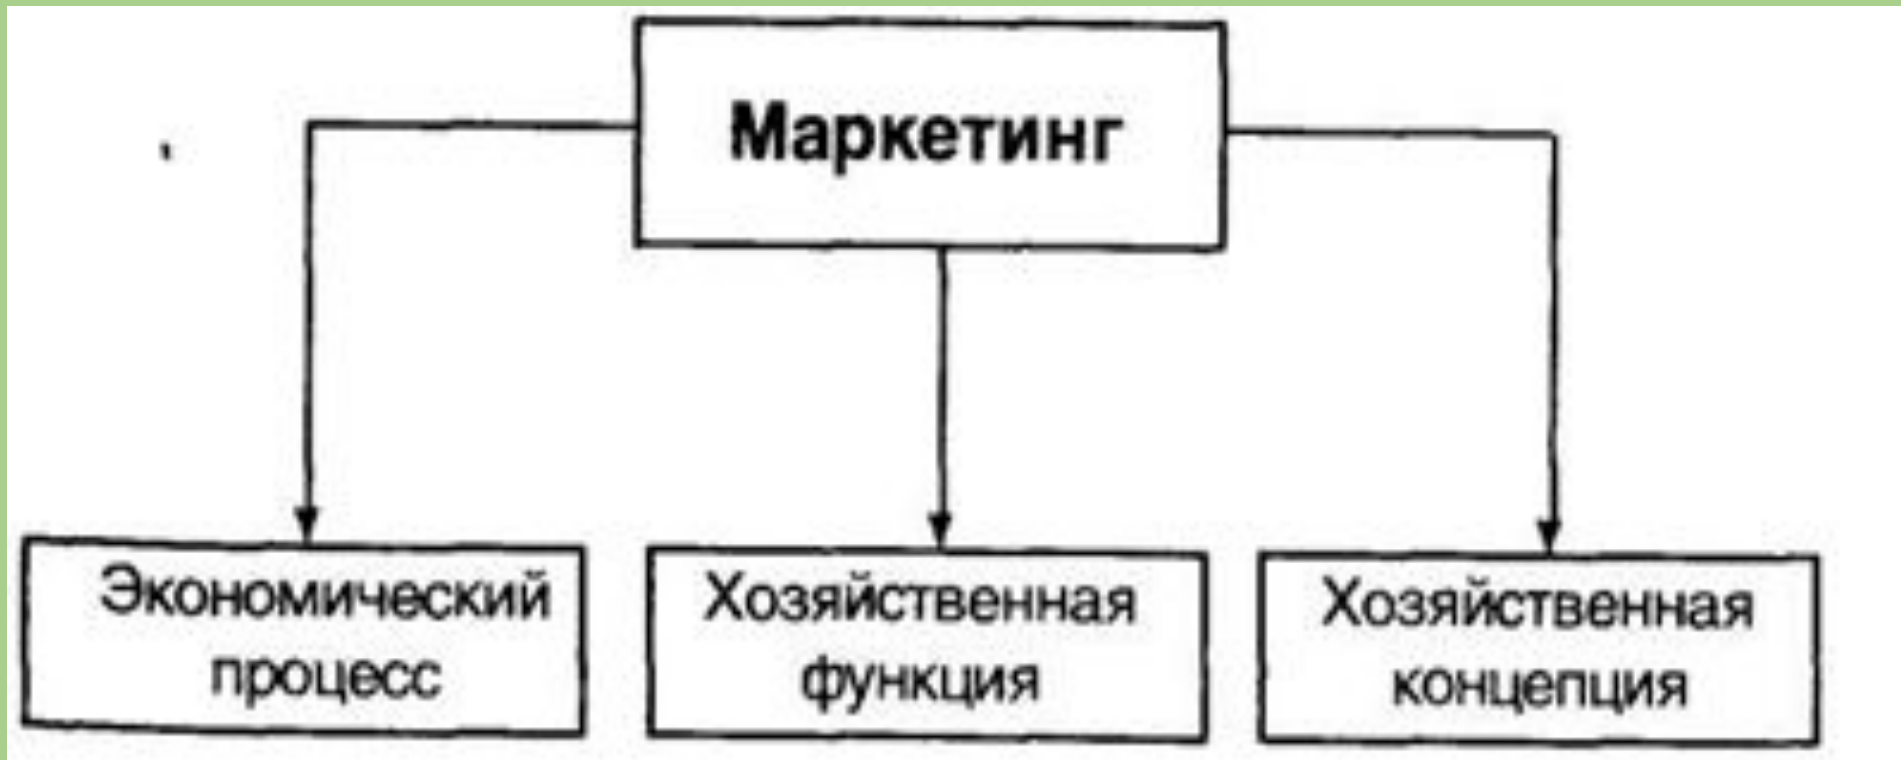 Маркетинг
Экономический
процесс
Хозяйственная
функция
Хозяйственная
концепция